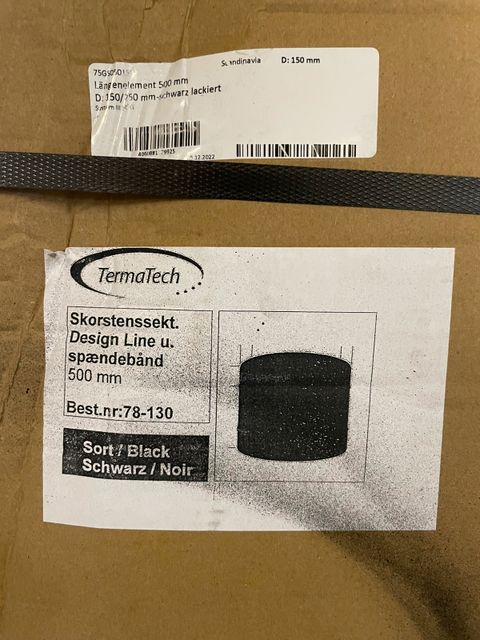 Scandinavia D: 150 mm
Längenelement 500 mm
D: 150/250 mm-schwarz lackiert
TermaTech
Skorstenssekt.
Design Line u.
spændebånd
500 mm
Best.nr:78-130
Sort / Black
Schwarz / Noir